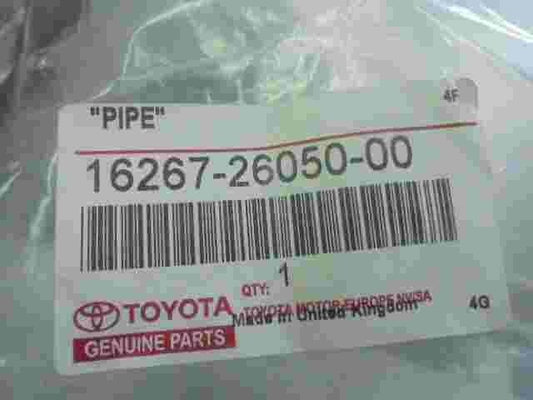 4F
"PIPE"
16267-26050-00
QTY: 1
TOYOTA
TOYOTA MOTOR EUROPE NV/SA
Made in United Kingdom
4G
GENUINE PARTS